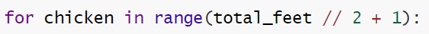 for chicken in range(total_feet // 2 + 1):